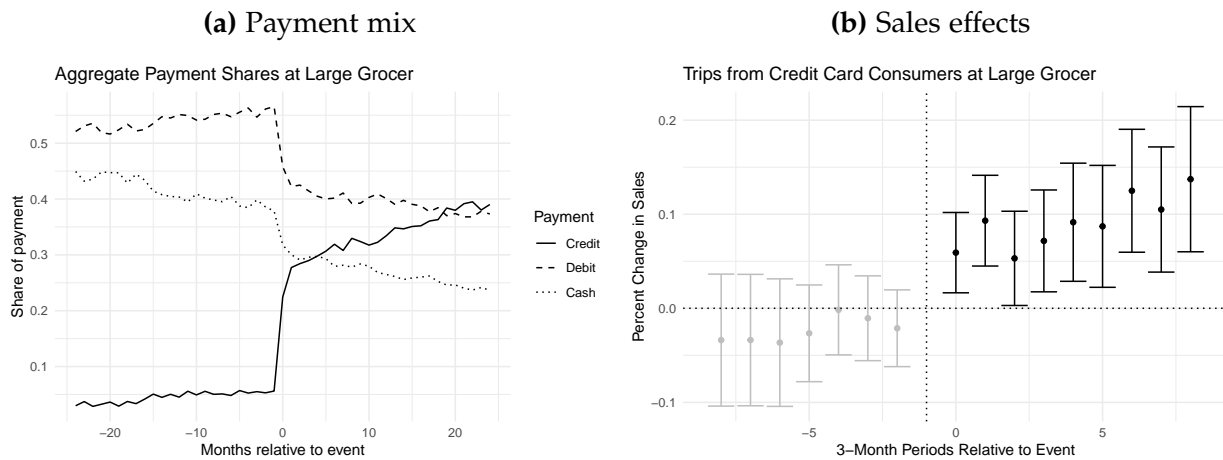 (a) Payment mix
Aggregate Payment Shares at Large Grocer
Share of payment
0.5
0.4
0.3
0.2
0.1
−20
−10
0
10
20
Months relative to event
Payment
Credit
Debit
Cash
(b) Sales effects
Trips from Credit Card Consumers at Large Grocer
Percent Change in Sales
0.2
0.1
0.0
−0.1
−5
0
5
3−Month Periods Relative to Event